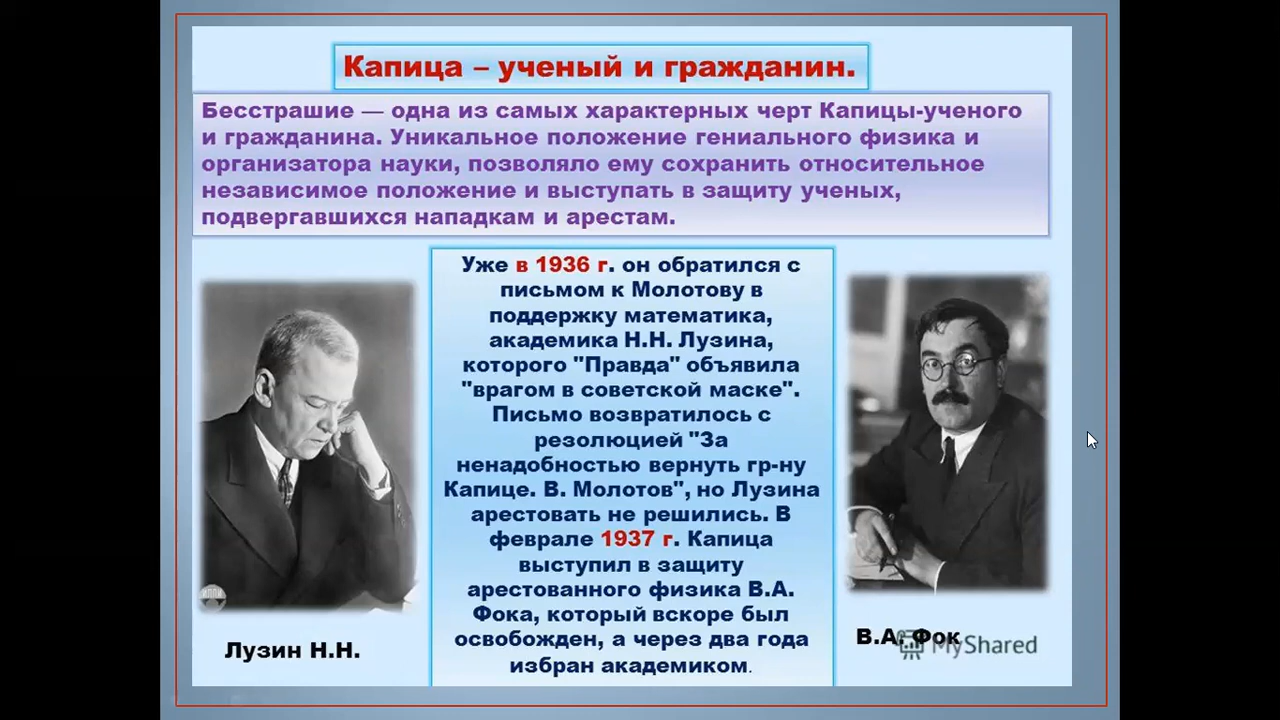 Капица – ученый и гражданин.
Бесстрашие — одна из самых характерных черт Капицы-ученого
и гражданина. Уникальное положение гениального физика и
организатора науки, позволяло ему сохранить относительное
независимое положение и выступать в защиту ученых,
подвергавшихся нападкам и арестам.
Уже в 1936 г. он обратился с
письмом к Молотову в
поддержку математика,
академика Н.Н. Лузина,
которого "Правда" объявила
"врагом в советской маске".
Письмо возвратилось с
резолюцией "За
ненадобностью вернуть гр-ну
Капице. В. Молотов", но Лузина
арестовать не решились. В
феврале 1937 г. Капица
выступил в защиту
арестованного физика В.А.
Фока, который вскоре был
освобожден, а через два года
избран академиком.
Лузин Н.Н.
В.А. Фок
MyShared